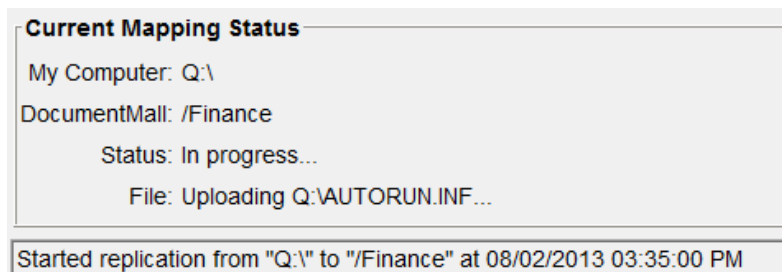 Current Mapping Status
My Computer: Q:\
DocumentMall: /Finance
Status: In progress...
File: Uploading Q:\AUTORUN.INF...
Started replication from "Q:\" to "/Finance" at 08/02/2013 03:35:00 PM